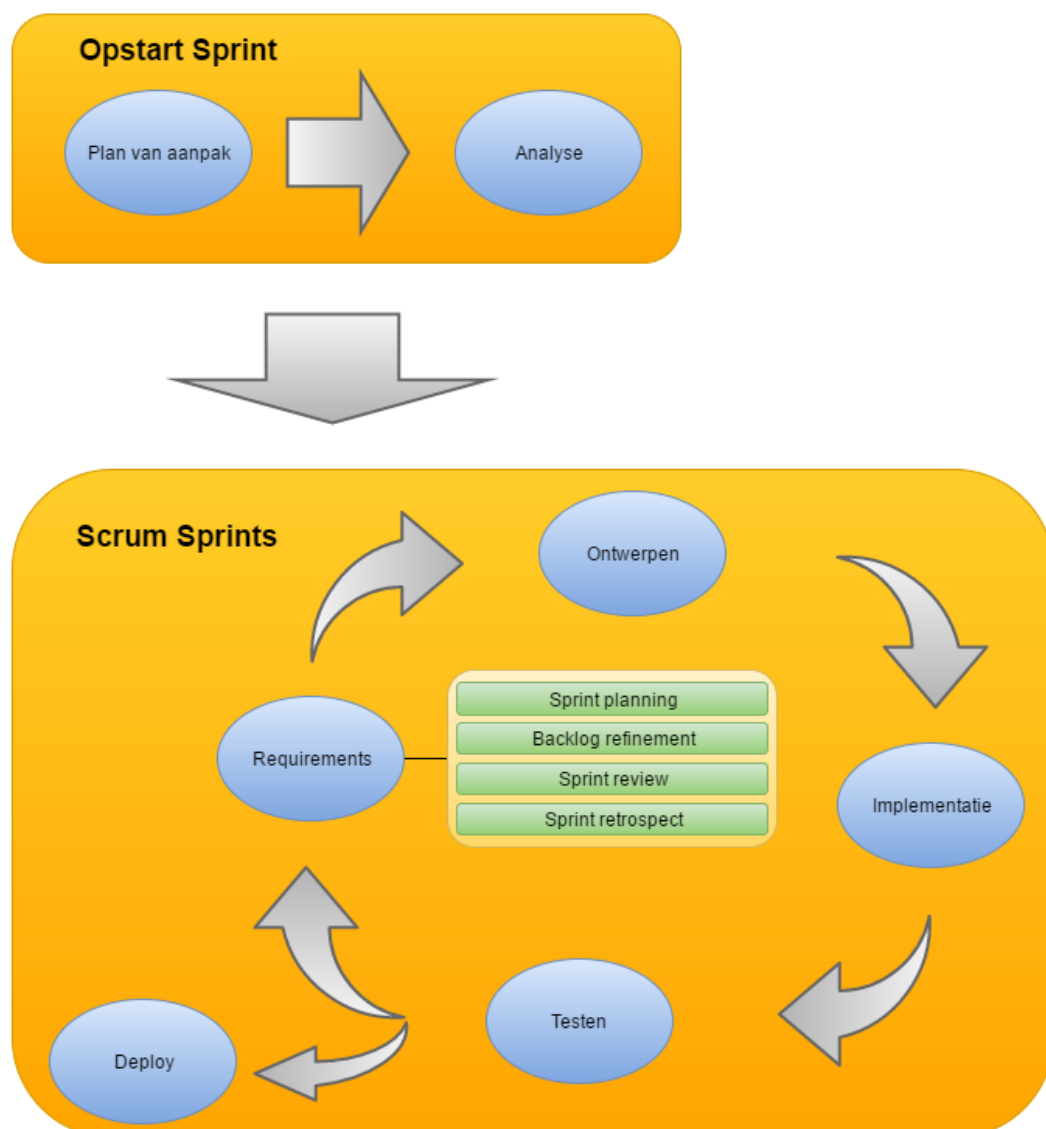 Opstart Sprint
Plan van aanpak
Analyse
Scrum Sprints
Ontwerpen
Sprint planning
Backlog refinement
Requirements
Sprint review
Implementatie
Sprint retrospect
Testen
Deploy